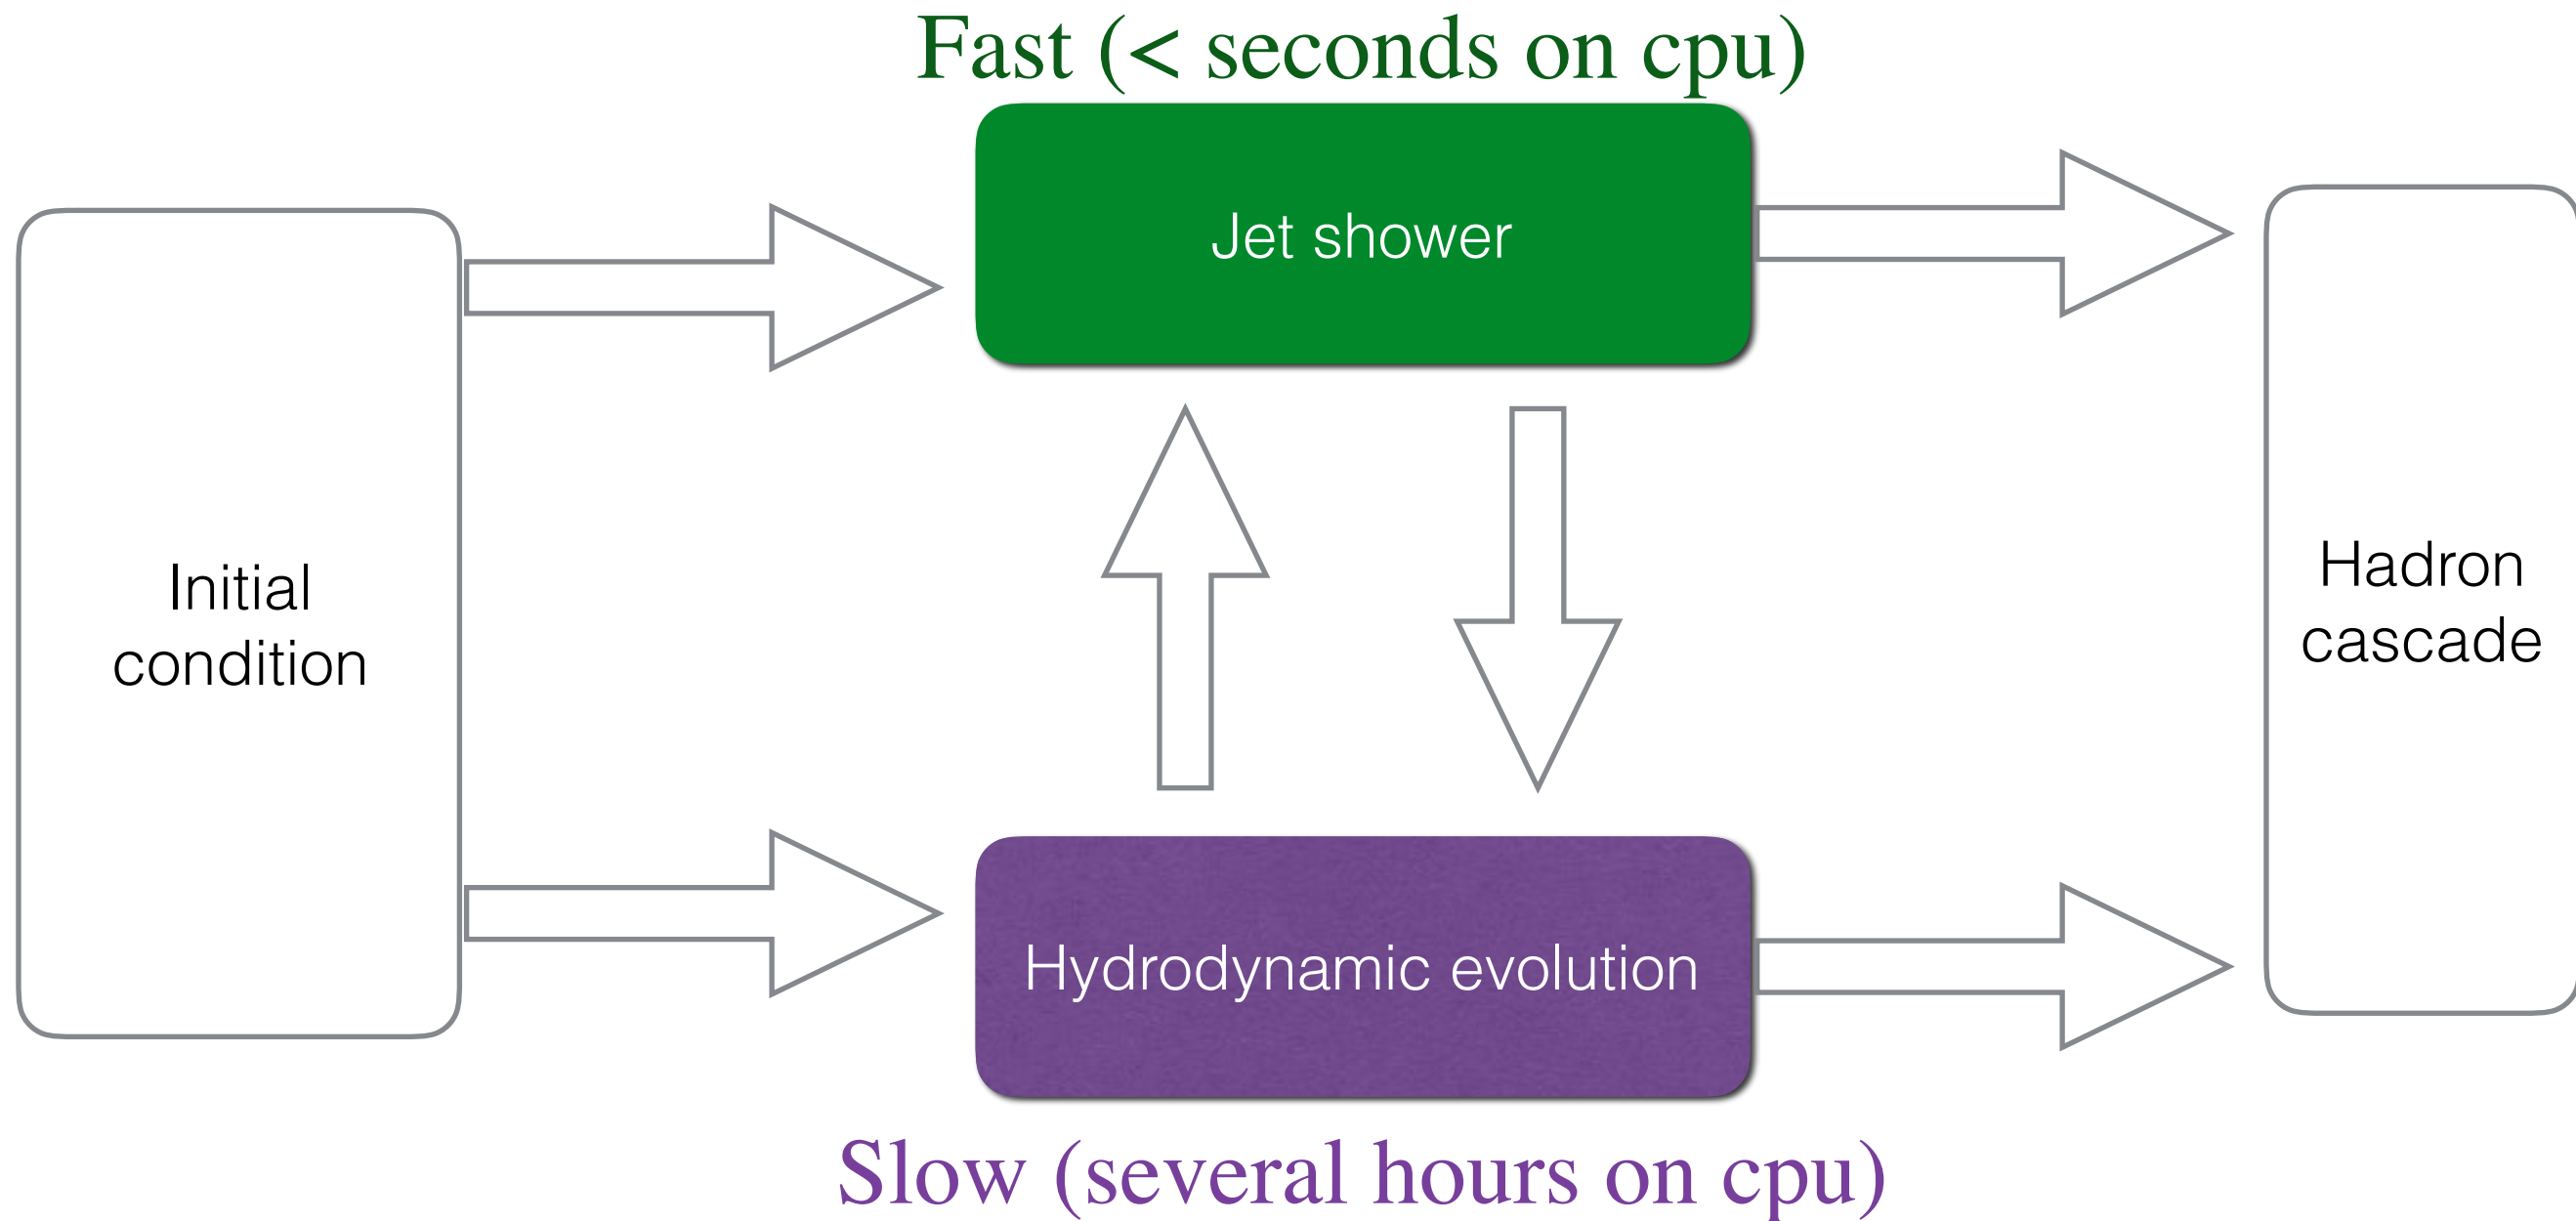 Fast (< seconds on cpu)
Jet shower
Initial
condition
Hadron
cascade
Hydrodynamic evolution
Slow (several hours on cpu)